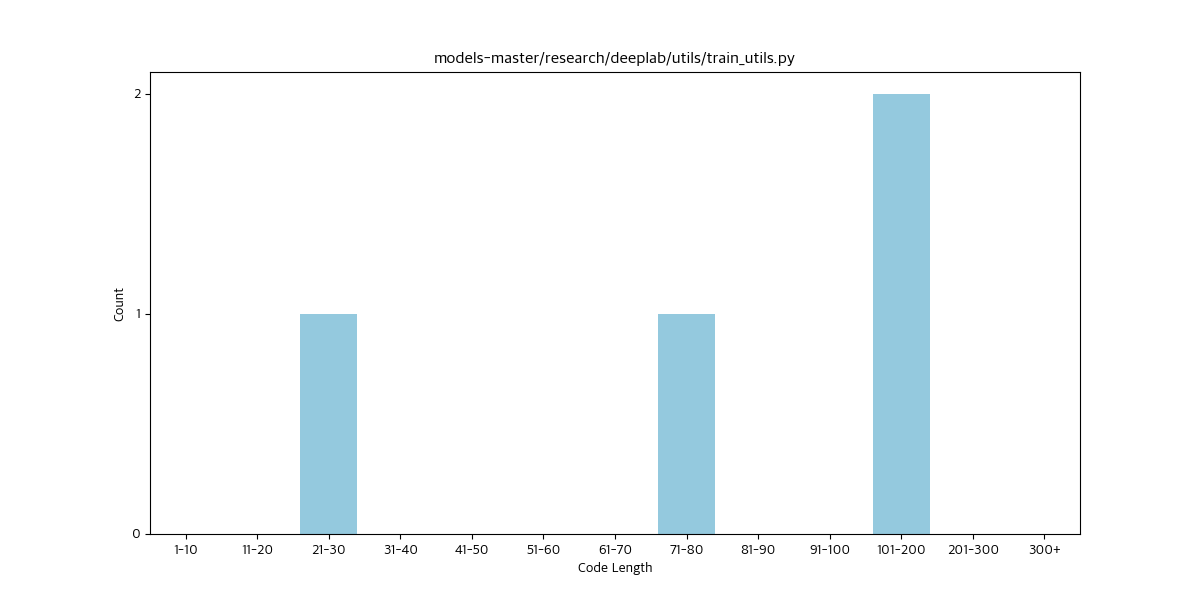 models-master/research/deeplab/utils/train_utils.py
2
1
0
Count
1-10 11-20 21-30 31-40 41-50 51-60 61-70 71-80 81-90 91-100 101-200 201-300 300+
Code Length